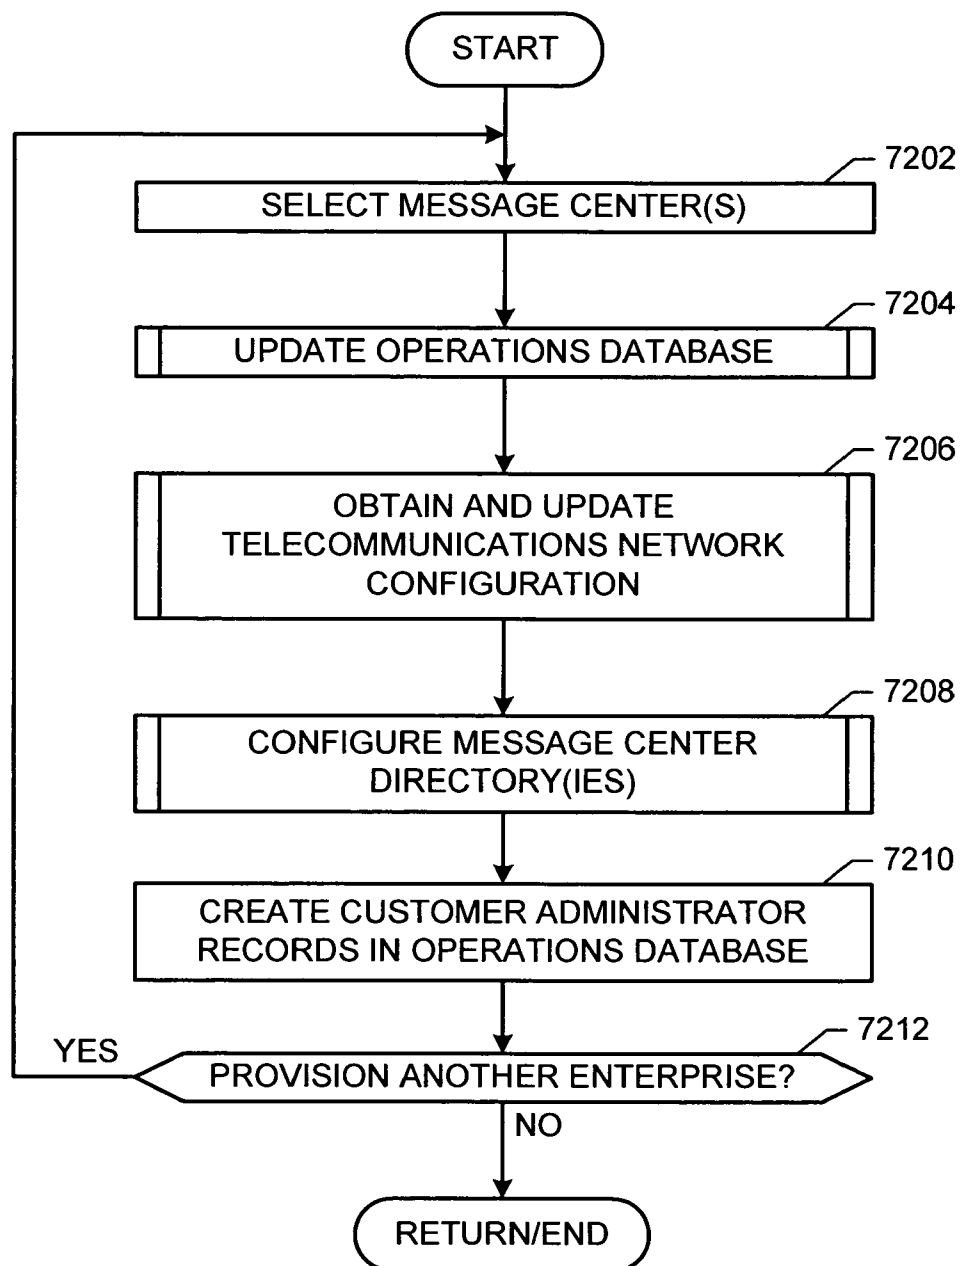 START
7202
SELECT MESSAGE CENTER(S)
7204
UPDATE OPERATIONS DATABASE
7206
OBTAIN AND UPDATE
TELECOMMUNICATIONS NETWORK
CONFIGURATION
7208
CONFIGURE MESSAGE CENTER
DIRECTORY(IES)
7210
CREATE CUSTOMER ADMINISTRATOR
RECORDS IN OPERATIONS DATABASE
7212
YES
PROVISION ANOTHER ENTERPRISE?
NO
RETURN/END